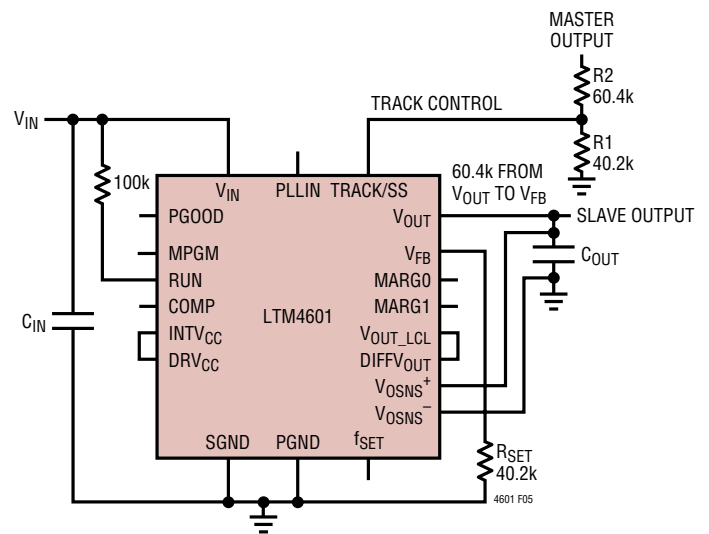 MASTER
OUTPUT
R2
60.4k
TRACK CONTROL
R1
40.2k
VIN
100k
VIN
PLLIN
TRACK/SS
60.4k FROM
VOUT TO VFB
PGOOD
VOUT
SLAVE OUTPUT
MPGM
VFB
COUT
RUN
MARG0
COMP
MARG1
LTM4601
CIN
INTVCC
VOUT_LCL
DRVCC
DIFFVOUT
VOSNS+
VOSNS–
SGND
PGND
fSET
RSET
40.2k
4601 F05